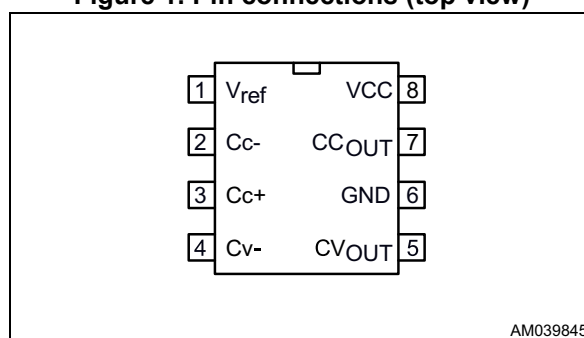 Figure 1. Pin connections (top view)
1 Vref VCC 8
2 Cc- CCOUT 7
3 Cc+ GND 6
4 Cv- CVOUT 5
AM039845